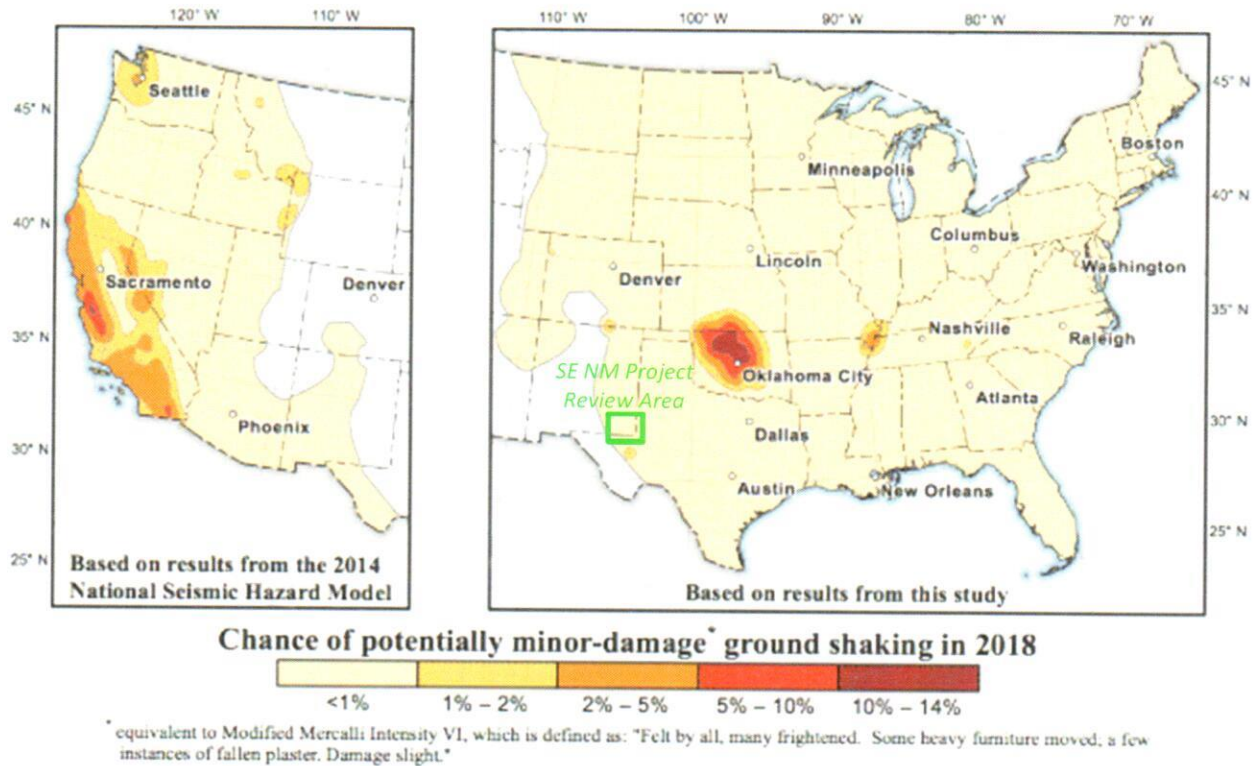 120° W 110° W
110° W 100° W 90° W 80° W 70° W
45° N
40° N
35° N
30° N
25° N
Seattle
Sacramento
Denver
Phoenix
Based on results from the 2014
National Seismic Hazard Model
45° N
40° N
35° N
30° N
25° N
Boston
Minneapolis
Columbus
Lincoln
Washington
Denver
Nashville
Raleigh
SE NM Project
Review Area
Oklahoma City
Atlanta
Dallas
Austin
New Orleans
Based on results from this study
Chance of potentially minor-damage* ground shaking in 2018
<1% 1% – 2% 2% – 5% 5% – 10% 10% – 14%
* equivalent to Modified Mercalli Intensity VI, which is defined as: "Felt by all, many frightened. Some heavy furniture moved, a few
instances of fallen plaster. Damage slight."